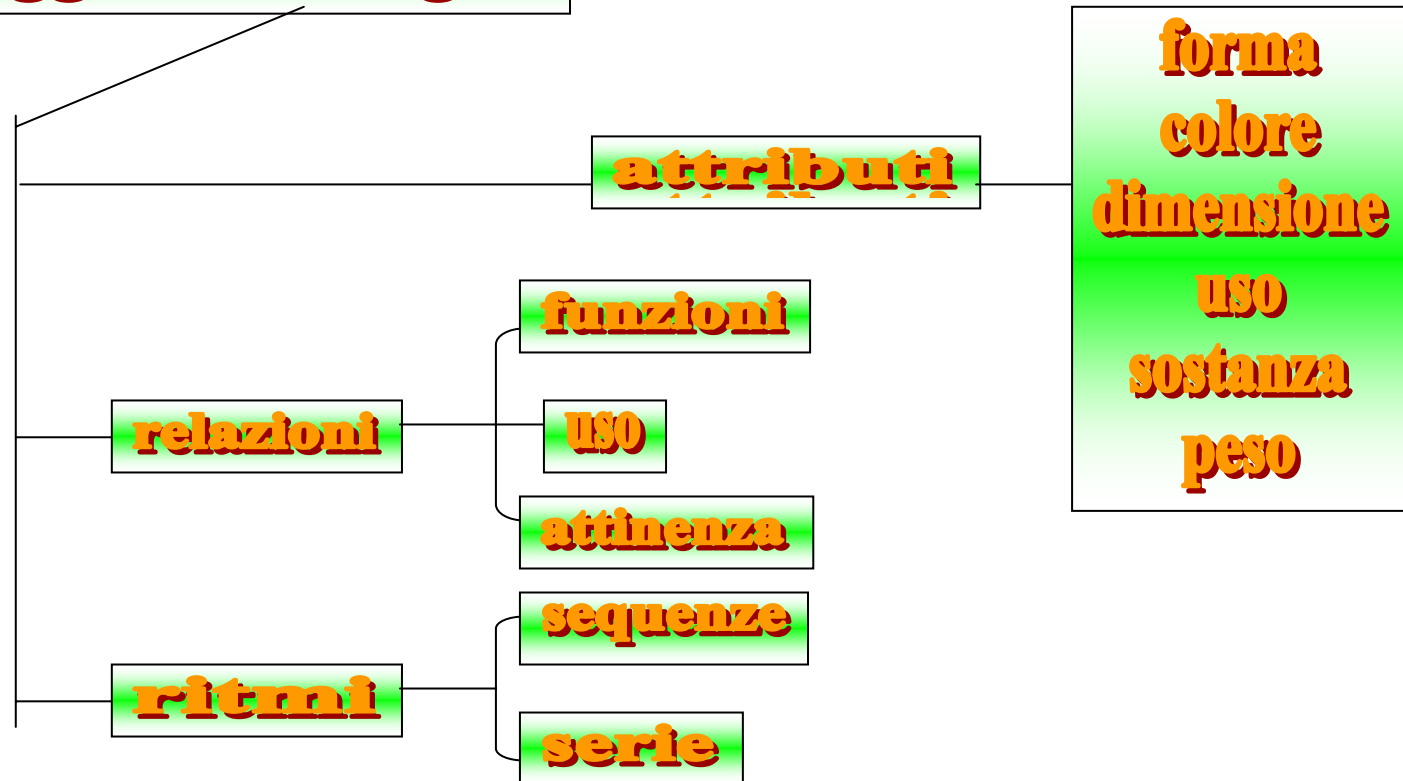 attributi
forma
colore
dimensione
uso
sostanza
peso
relazioni
funzioni
uso
attinenza
ritmi
sequenze
serie